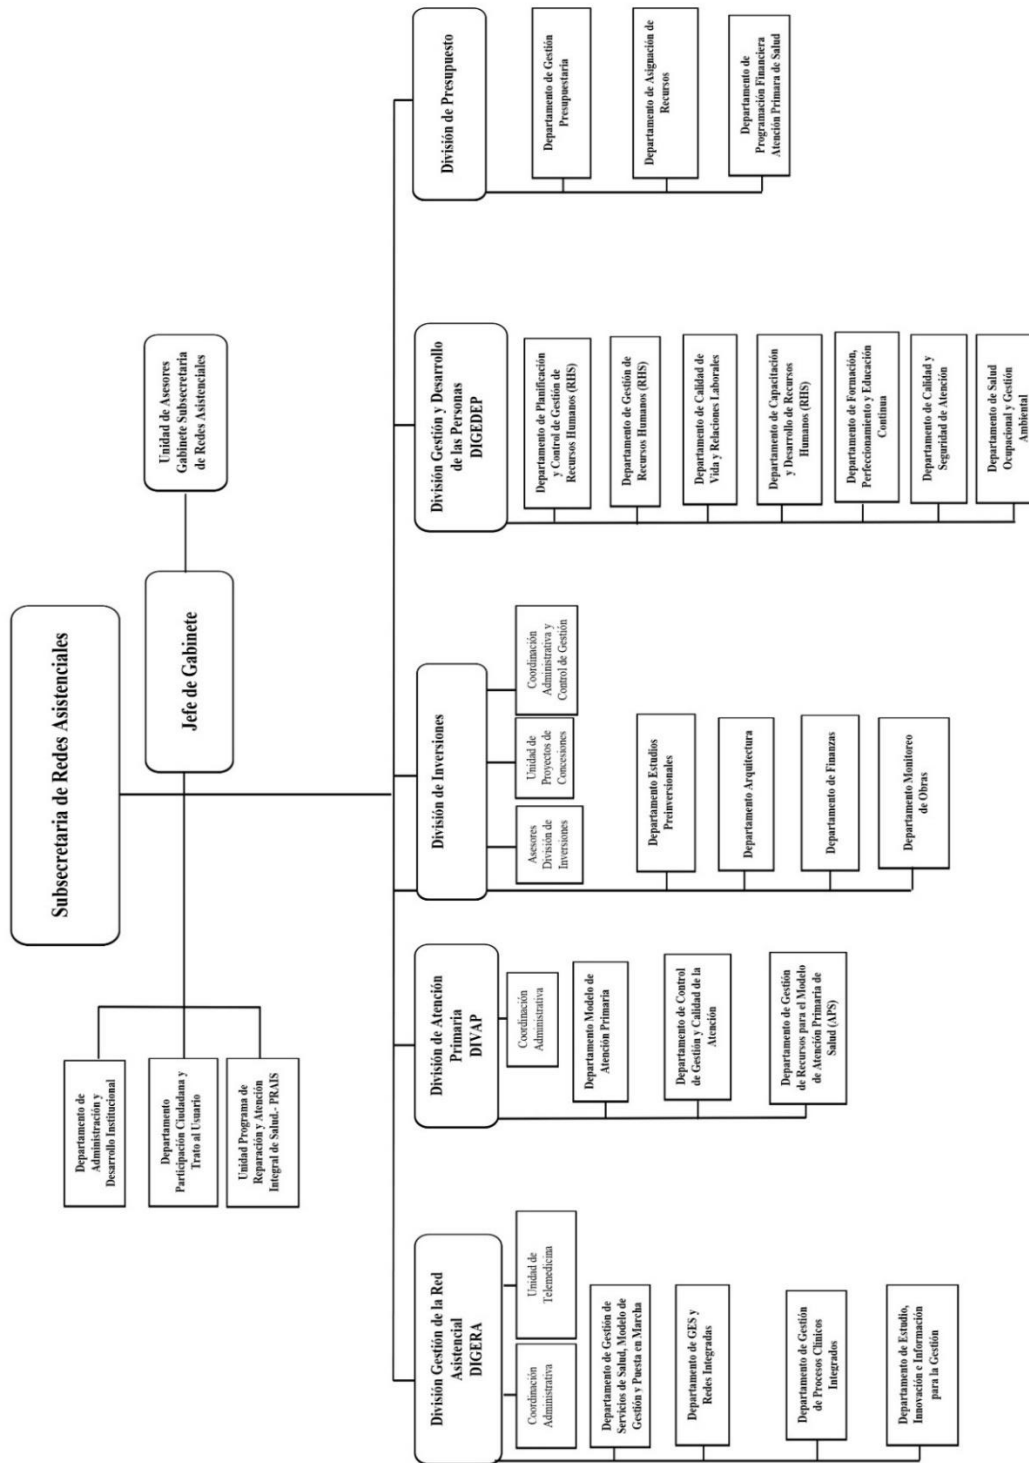 Subsecretaria de Redes Asistenciales
Jefe de Gabinete
Unidad de Asesores
Gabinete Subsecretaria
de Redes Asistenciales
Departamento de
Administración y
Desarrollo Institucional
Departamento
Participación Ciudadana y
Trato al Usuario
Unidad Programa de
Reparación y Atención
Integral de Salud.- PRAIS
División Gestión de la Red
Asistencial
DIGERA
Coordinación
Administrativa
Unidad de
Telemedicina
Departamento de Gestión de
Servicios de Salud, Modelo de
Gestión y Puesta en Marcha
Departamento de GES y
Redes Integradas
Departamento de Gestión
de Procesos Clínicos
Integrados
Departamento de Estudio,
Innovación e Información
para la Gestión
División de Atención
Primaria
DIVAP
Coordinación
Administrativa
Departamento Modelo de
Atención Primaria
Departamento de Control
de Gestión y Calidad de la
Atención
Departamento de Gestión
de Recursos para el Modelo
de Atención Primaria de
Salud (APS)
División de Inversiones
Asesores
División de
Inversiones
Unidad de
Proyectos de
Concesiones
Coordinación
Administrativa y
Control de Gestión
Departamento Estudios
Preinversionales
Departamento Arquitectura
Departamento de Finanzas
Departamento Monitoreo
de Obras
División Gestión y Desarrollo
de las Personas
DIGEDEP
Departamento de Planificación
y Control de Gestión de
Recursos Humanos (RHS)
Departamento de Gestión de
Recursos Humanos (RHS)
Departamento de Calidad de
Vida y Relaciones Laborales
Departamento de Capacitación
y Desarrollo de Recursos
Humanos (RHS)
Departamento de Formación,
Perfeccionamiento y Educación
Continua
Departamento de Calidad y
Seguridad de Atención
Departamento de Salud
Ocupacional y Gestión
Ambiental
División de Presupuesto
Departamento de Gestión
Presupuestaria
Departamento de Asignación de
Recursos
Departamento de
Programación Financiera
Atención Primara de Salud